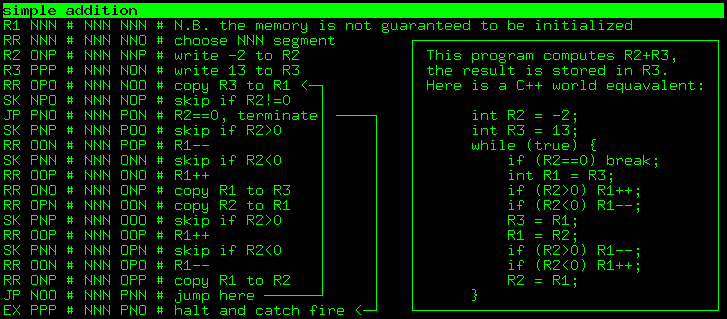 simple addition
R1 NNN # NNN NNN # N.B. the memory is not guaranteed to be initialized
RR NNN # NNN NNO # choose NNN segment
R2 ONP # NNN NNP # write -2 to R2
R3 PPP # NNN NON # write 13 to R3
RR OPO # NNN NOO # copy R3 to R1 <
SK NPO # NNN NOP # skip if R2!=0
JP PNO # NNN PON # R2==0, terminate
SK PNP # NNN POO # skip if R2>0
RR OON # NNN POP # R1--
SK PNN # NNN ONN # skip if R2<0
RR OOP # NNN ONO # R1++
RR ONO # NNN ONP # copy R1 to R3
RR OPN # NNN OON # copy R2 to R1
SK PNP # NNN OOO # skip if R2>0
RR OOP # NNN OOP # R1++
SK PNN # NNN OPN # skip if R2<0
RR OON # NNN OPO # R1--
RR ONP # NNN OPP # copy R1 to R2
JP NOO # NNN PNN # jump here
EX PPP # NNN PNO # halt and catch fire <
This program computes R2+R3,
the result is stored in R3.
Here is a C++ world equavalent:
int R2 = -2;
int R3 = 13;
while (true) {
if (R2==0) break;
int R1 = R3;
if (R2>0) R1++;
if (R2<0) R1--;
R3 = R1;
R1 = R2;
if (R2>0) R1--;
if (R2<0) R1++;
R2 = R1;
}